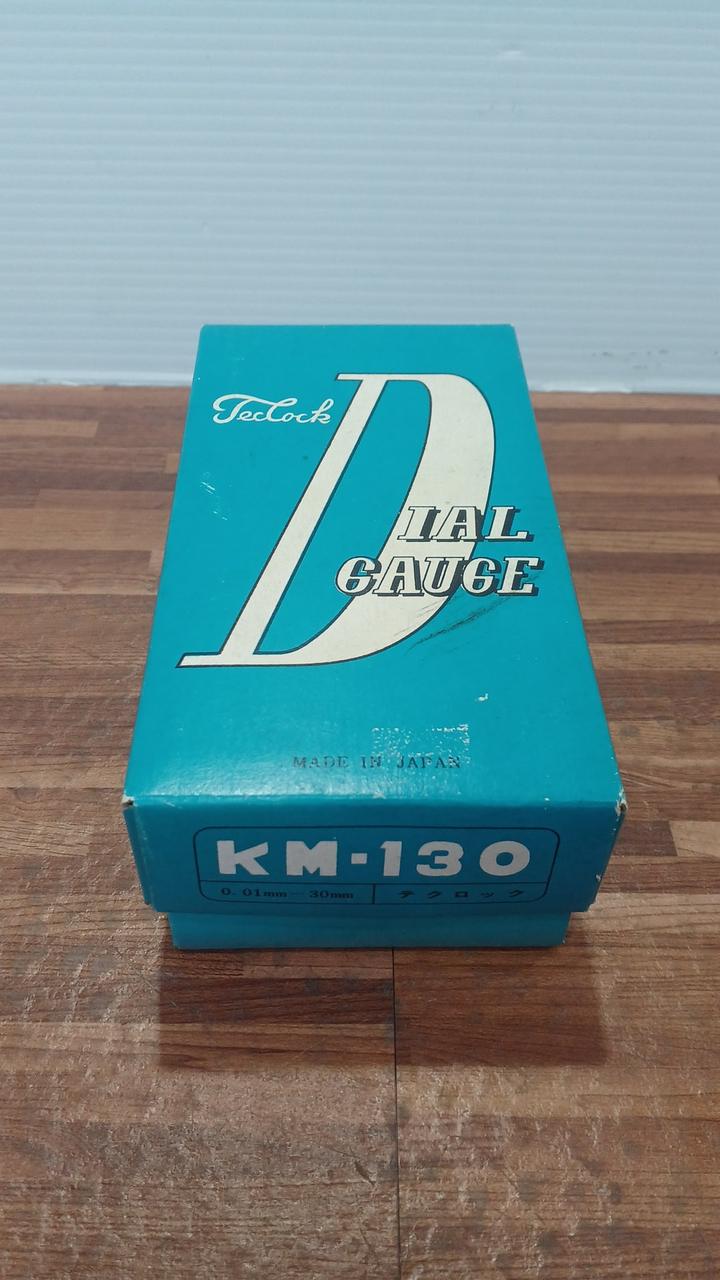 Teclock
DIAL
GAUGE
MADE IN JAPAN
KM-130
0.01mm—30mm
テクロック